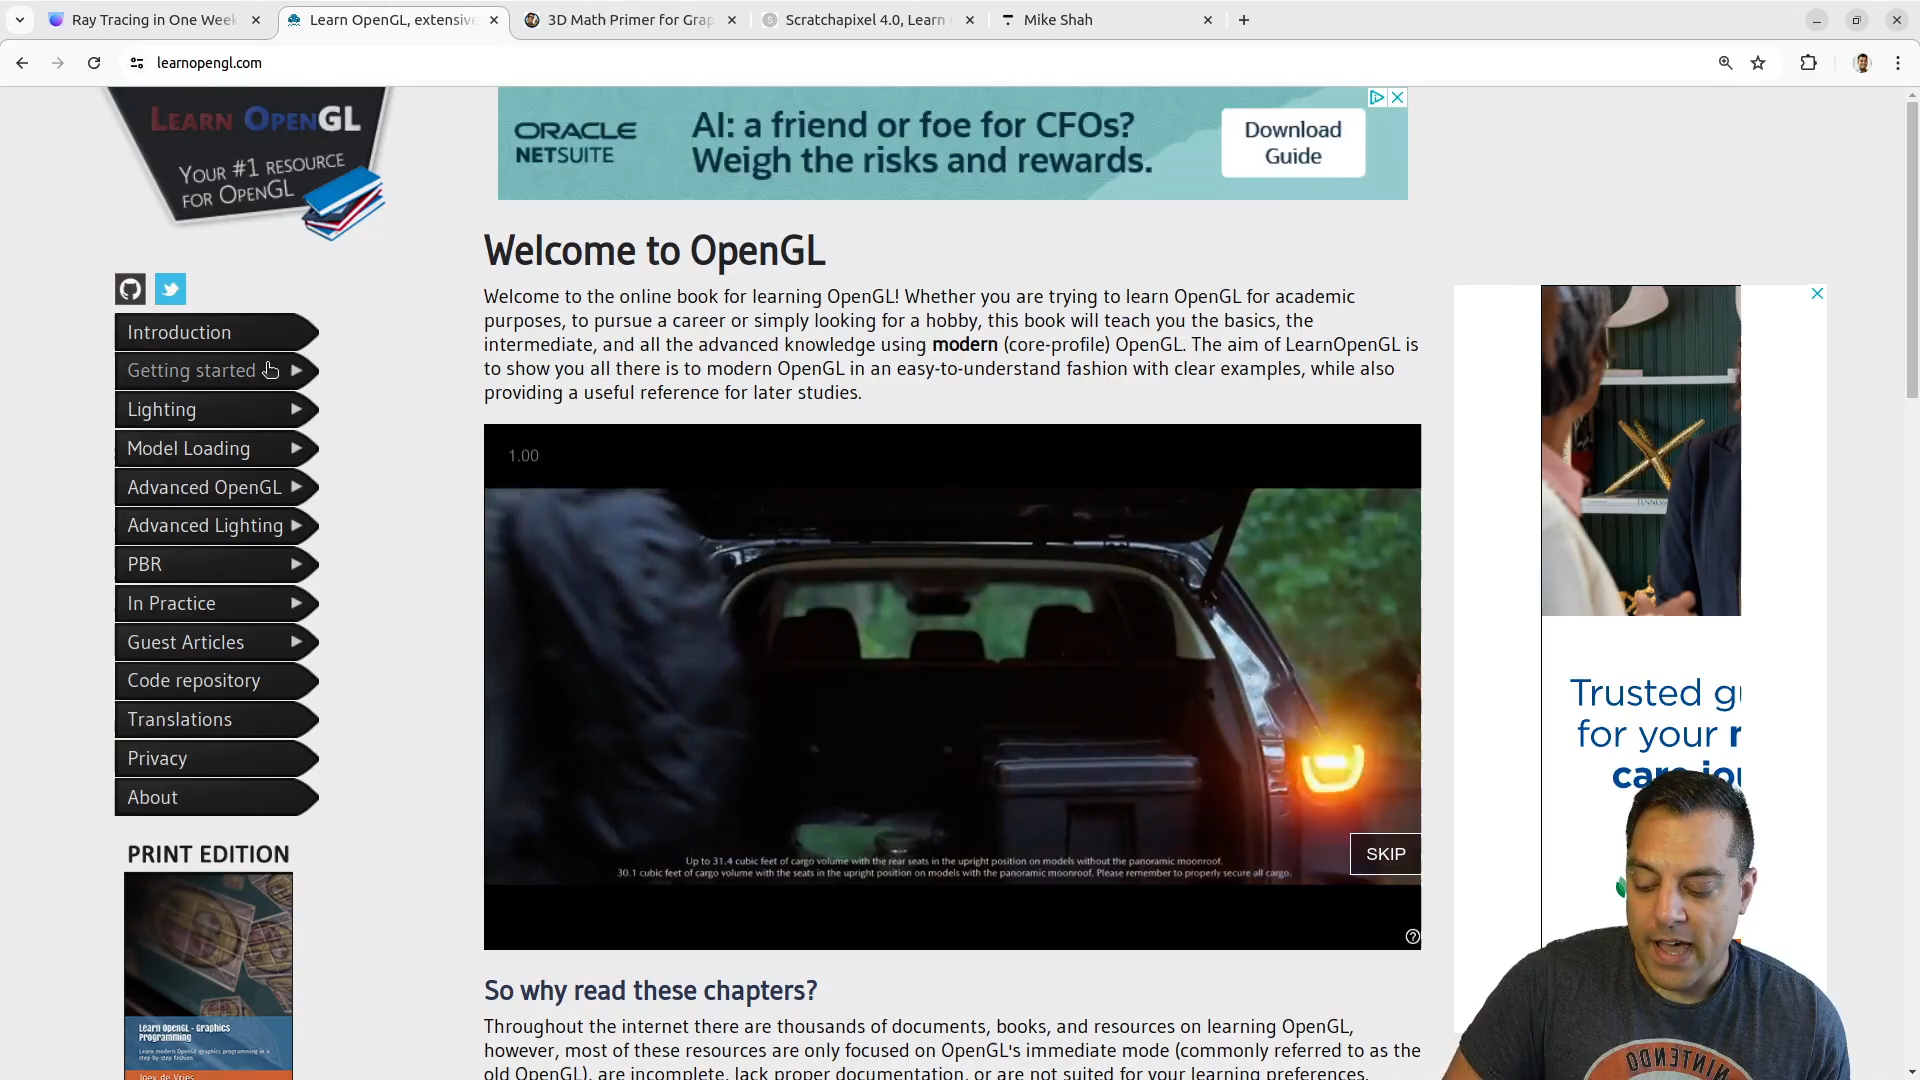 Ray Tracing in One Week
Learn OpenGL, extensive
3D Math Primer for Grap
Scratchapixel 4.0, Learn
Mike Shah
learnopengl.com
LEARN OPENGL
YOUR #1 RESOURCE
FOR OPENGL
ORACLE
NETSUITE
AI: a friend or foe for CFOs?
Weigh the risks and rewards.
Download
Guide
Introduction
Getting started
Lighting
Model Loading
Advanced OpenGL
Advanced Lighting
PBR
In Practice
Guest Articles
Code repository
Translations
Privacy
About
PRINT EDITION
Learn OpenGL - Graphics
Programming
Learn modern OpenGL graphics programming in a
step-by-step fashion
Joey de Vries
Welcome to OpenGL
Welcome to the online book for learning OpenGL! Whether you are trying to learn OpenGL for academic
purposes, to pursue a career or simply looking for a hobby, this book will teach you the basics, the
intermediate, and all the advanced knowledge using modern (core-profile) OpenGL. The aim of LearnOpenGL is
to show you all there is to modern OpenGL in an easy-to-understand fashion with clear examples, while also
providing a useful reference for later studies.
1.00
Up to 31.4 cubic feet of cargo volume with the rear seats in the upright position on models without the panoramic moonroof.
30.1 cubic feet of cargo volume with the seats in the upright position on models with the panoramic moonroof. Please remember to properly secure all cargo.
SKIP
So why read these chapters?
Throughout the internet there are thousands of documents, books, and resources on learning OpenGL,
however, most of these resources are only focused on OpenGL's immediate mode (commonly referred to as the
old OpenGL), are incomplete, lack proper documentation, or are not suited for your learning preferences.
Trusted
for your
NINTENDO